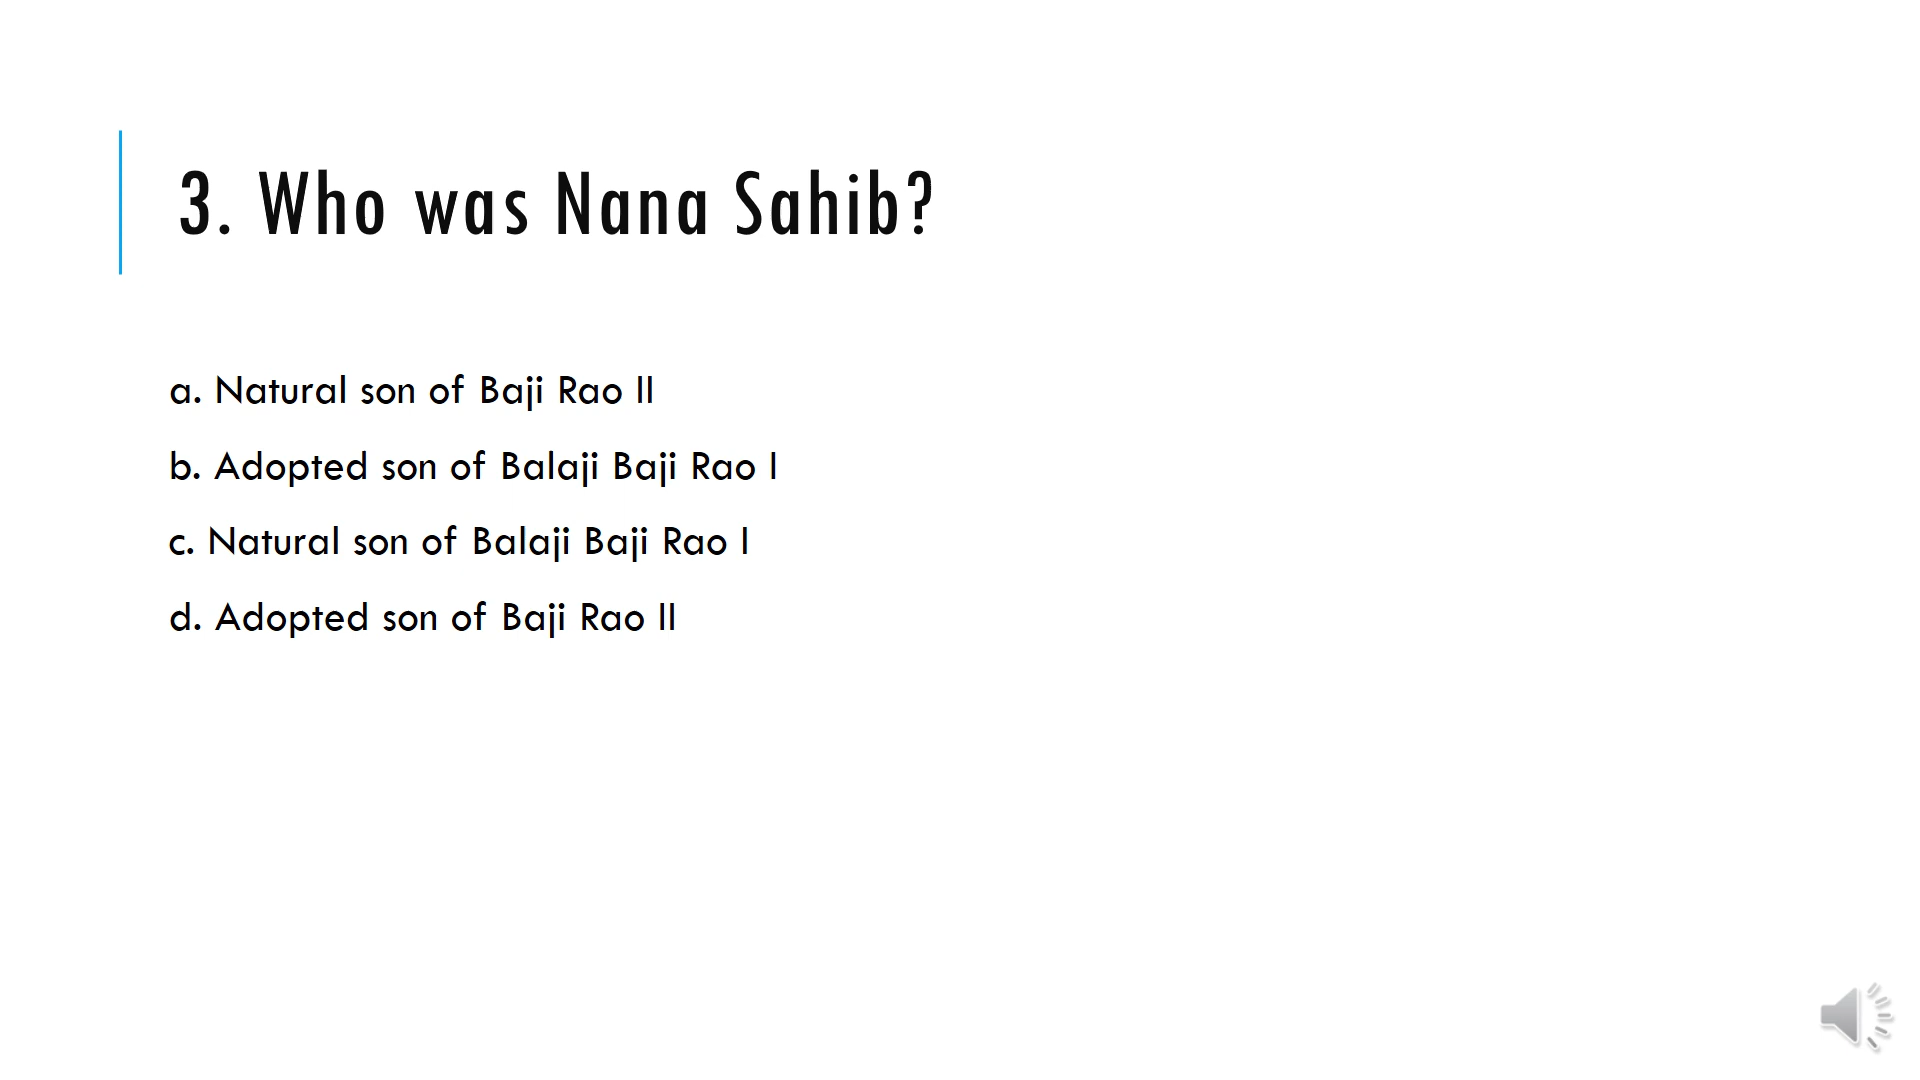 3. Who was Nana Sahib?
a. Natural son of Baji Rao II
b. Adopted son of Balaji Baji Rao I
c. Natural son of Balaji Baji Rao I
d. Adopted son of Baji Rao II